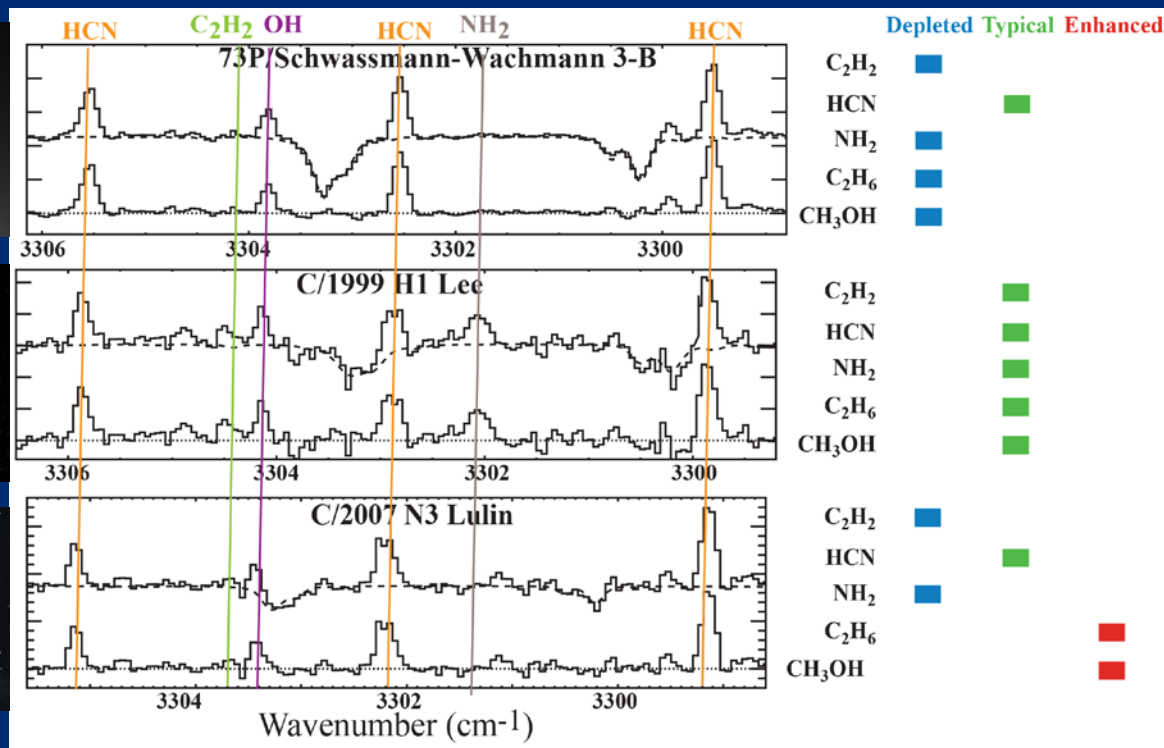 HCN C₂H₂ OH HCN NH₂ HCN
Depleted Typical Enhanced
73P/Schwassmann-Wachmann 3-B
C₂H₂
HCN
NH₂
C₂H₆
CH₃OH
3306 3304 3302 3300
C/1999 H1 Lee
C₂H₂
HCN
NH₂
C₂H₆
CH₃OH
3306 3304 3302 3300
C/2007 N3 Lulin
C₂H₂
HCN
NH₂
C₂H₆
CH₃OH
3304 3302 3300
Wavenumber (cm⁻¹)